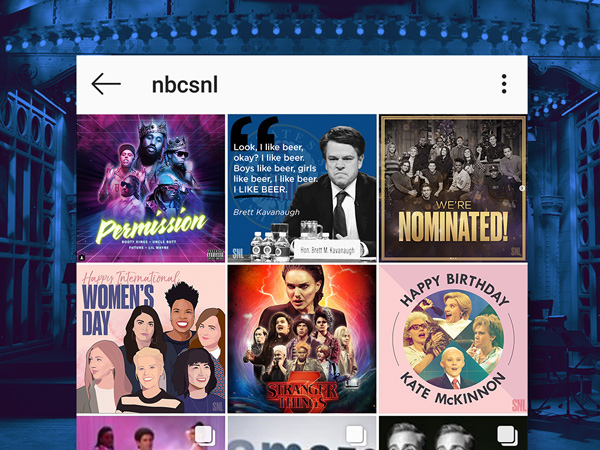 nbcsnl
Permission
BOOTY KINGS • UNCLE BUTT
FUTURE • LIL WAYNE
Look, I like beer,
okay? I like beer.
Boys like beer, girls
like beer, I like beer.
I LIKE BEER.
Brett Kavanaugh
Hon. Brett M. Kavanaugh
SNL
WE'RE
NOMINATED!
SNL
Happy International
WOMEN'S
DAY
SNL
STRANGER
THINGS
HAPPY BIRTHDAY
KATE McKINNON
SNL